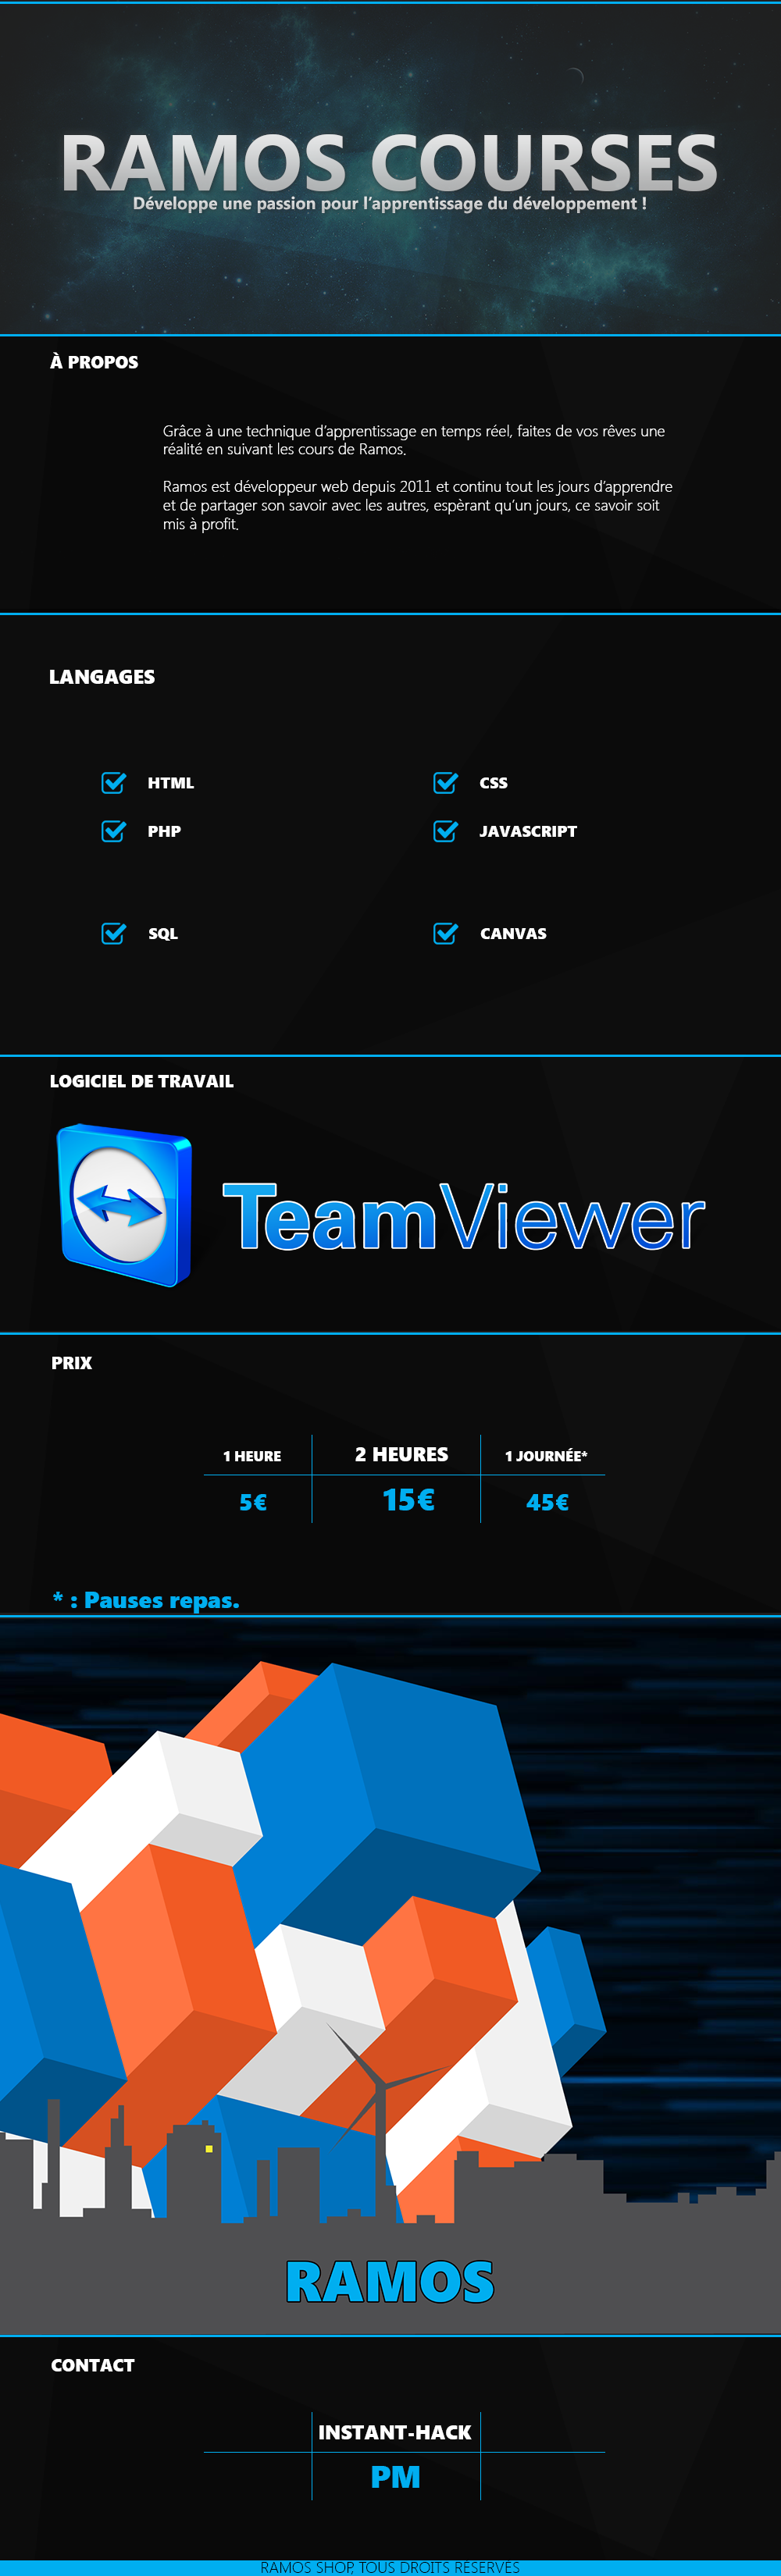 RAMOS COURSES
Développe une passion pour l'apprentissage du développement !
À PROPOS
Grâce à une technique d'apprentissage en temps réel, faites de vos rêves une
réalité en suivant les cours de Ramos.
Ramos est développeur web depuis 2011 et continu tout les jours d'apprendre
et de partager son savoir avec les autres, espèrant qu'un jours, ce savoir soit
mis à profit.
LANGAGES
HTML
CSS
PHP
JAVASCRIPT
SQL
CANVAS
LOGICIEL DE TRAVAIL
TeamViewer
PRIX
1 HEURE
2 HEURES
1 JOURNÉE*
5€
15€
45€
* : Pauses repas.
RAMOS
CONTACT
INSTANT-HACK
PM
RAMOS SHOP, TOUS DROITS RÉSERVÉS